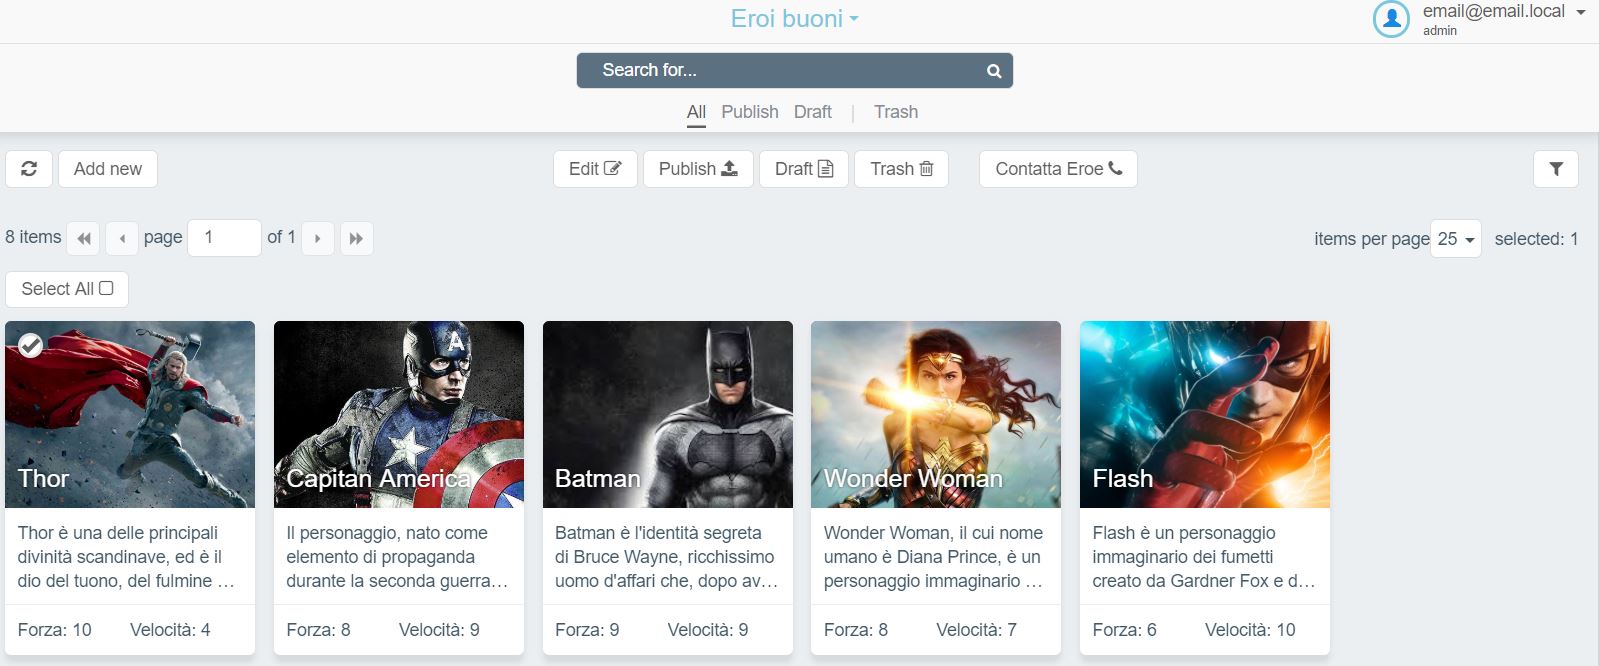 Eroi buoni
email@email.local
admin
Search for...
All Publish Draft | Trash
Add new Edit Publish Draft Trash Contatta Eroe
8 items page 1 of 1 items per page 25 selected: 1
Select All
Thor
Thor è una delle principali
divinità scandinave, ed è il
dio del tuono, del fulmine ...
Forza: 10 Velocità: 4
A
Capitan America
Il personaggio, nato come
elemento di propaganda
durante la seconda guerra...
Forza: 8 Velocità: 9
Batman
Batman è l'identità segreta
di Bruce Wayne, ricchissimo
uomo d'affari che, dopo av...
Forza: 9 Velocità: 9
Wonder Woman
Wonder Woman, il cui nome
umano è Diana Prince, è un
personaggio immaginario ...
Forza: 8 Velocità: 7
Flash
Flash è un personaggio
immaginario dei fumetti
creato da Gardner Fox e d...
Forza: 6 Velocità: 10